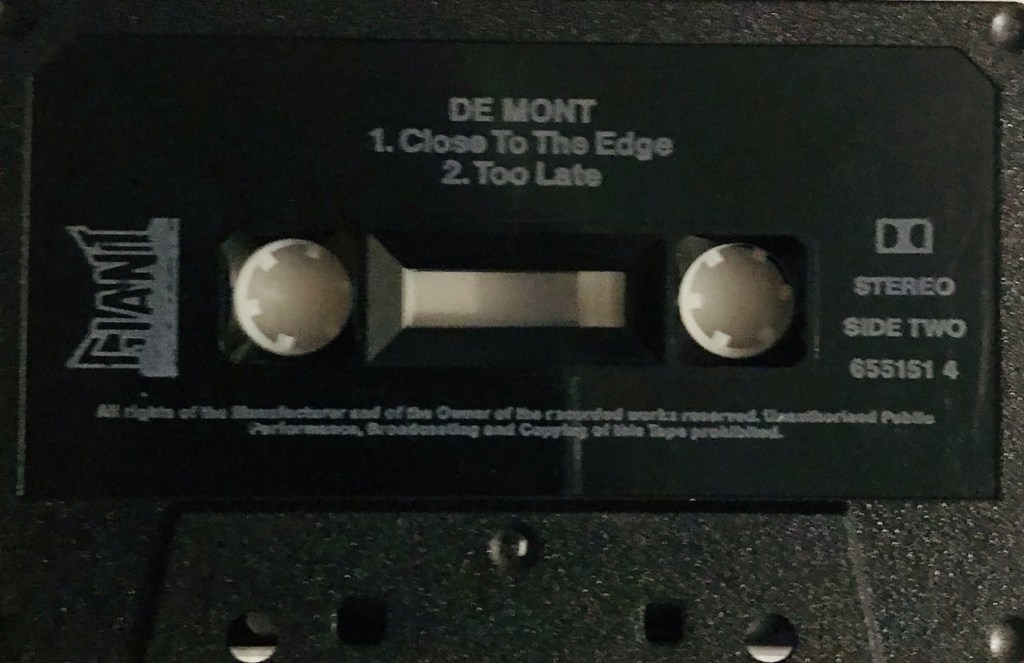 DE MONT
1. Close To The Edge
2. Too Late
GIANT
STEREO
SIDE TWO
655151 4
All rights of the Manufacturer and of the Owner of the recorded works reserved. Unauthorised Public
Performance, Broadcasting and Copying of this Tape prohibited.